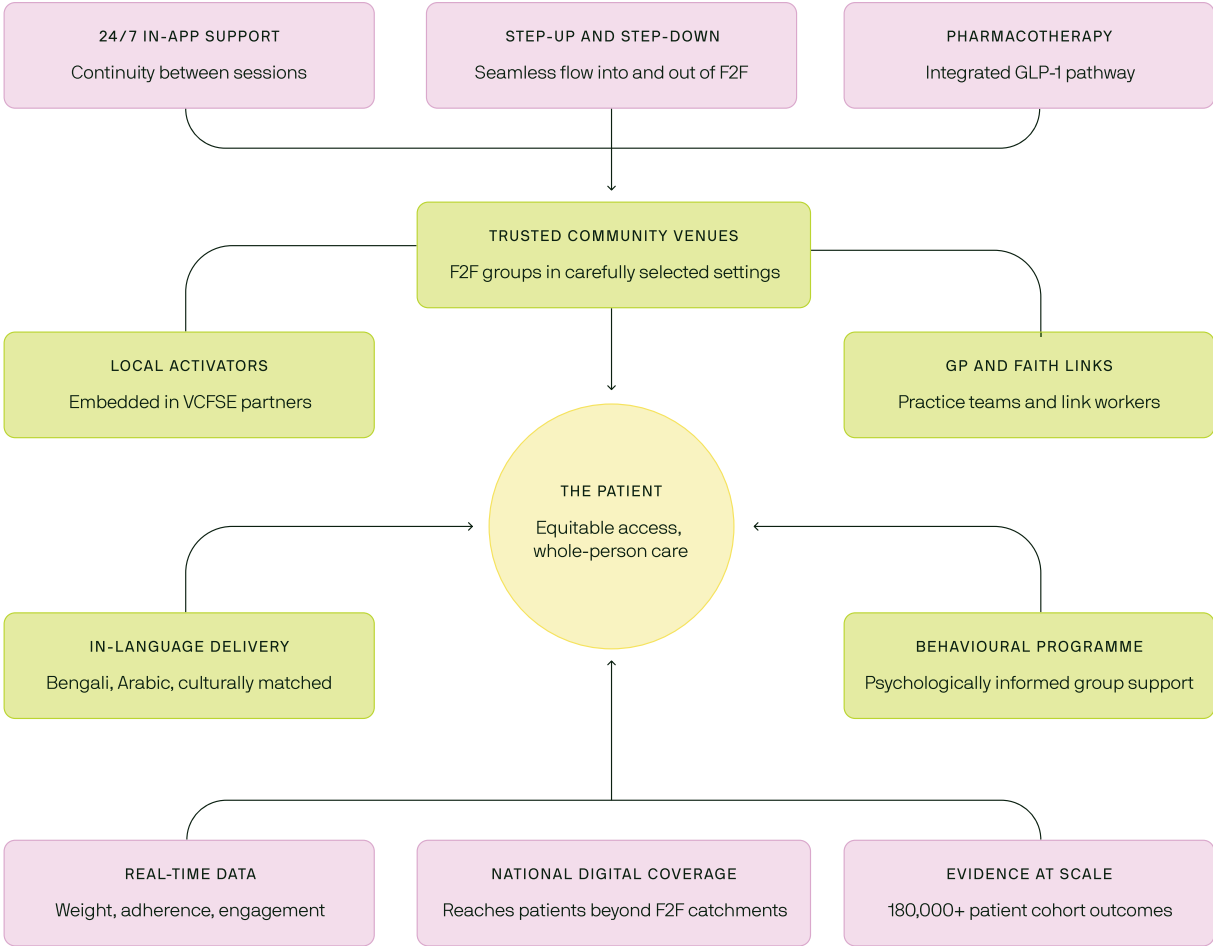 24/7 IN-APP SUPPORT
Continuity between sessions
STEP-UP AND STEP-DOWN
Seamless flow into and out of F2F
PHARMACOTHERAPY
Integrated GLP-1 pathway
TRUSTED COMMUNITY VENUES
F2F groups in carefully selected settings
LOCAL ACTIVATORS
Embedded in VCFSE partners
GP AND FAITH LINKS
Practice teams and link workers
THE PATIENT
Equitable access,
whole-person care
IN-LANGUAGE DELIVERY
Bengali, Arabic, culturally matched
BEHAVIOURAL PROGRAMME
Psychologically informed group support
REAL-TIME DATA
Weight, adherence, engagement
NATIONAL DIGITAL COVERAGE
Reaches patients beyond F2F catchments
EVIDENCE AT SCALE
180,000+ patient cohort outcomes